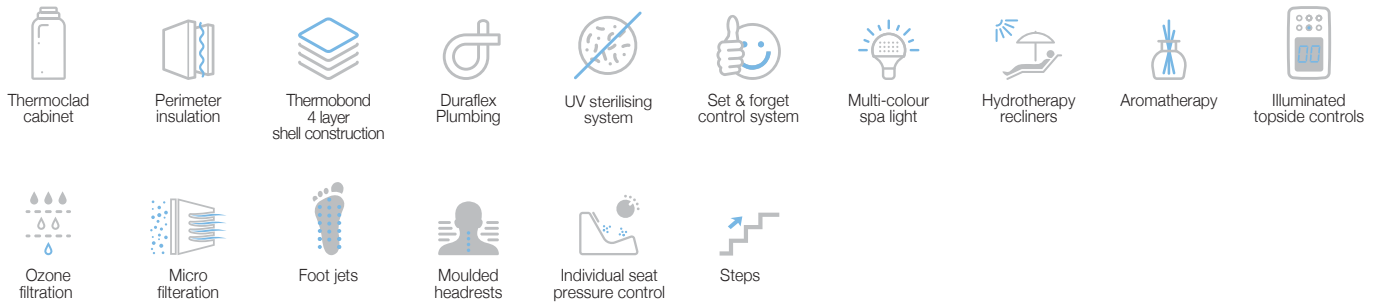 Thermoclad
cabinet
Perimeter
insulation
Thermobond
4 layer
shell construction
Duraflex
Plumbing
UV sterilising
system
Set & forget
control system
Multi-colour
spa light
Hydrotherapy
recliners
Aromatherapy
00
Illuminated
topside controls
Ozone
filtration
Micro
filteration
Foot jets
Moulded
headrests
Individual seat
pressure control
Steps